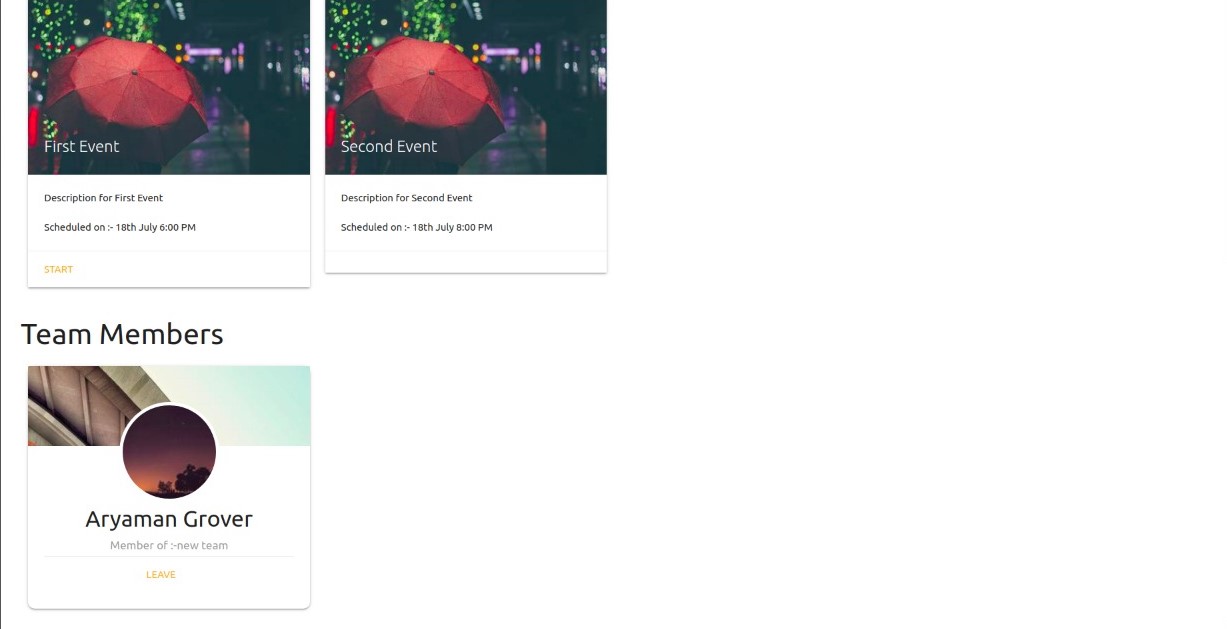 First Event
Description for First Event
Scheduled on :- 18th July 6:00 PM
START
Second Event
Description for Second Event
Scheduled on :- 18th July 8:00 PM
Team Members
Aryaman Grover
Member of :-new team
LEAVE